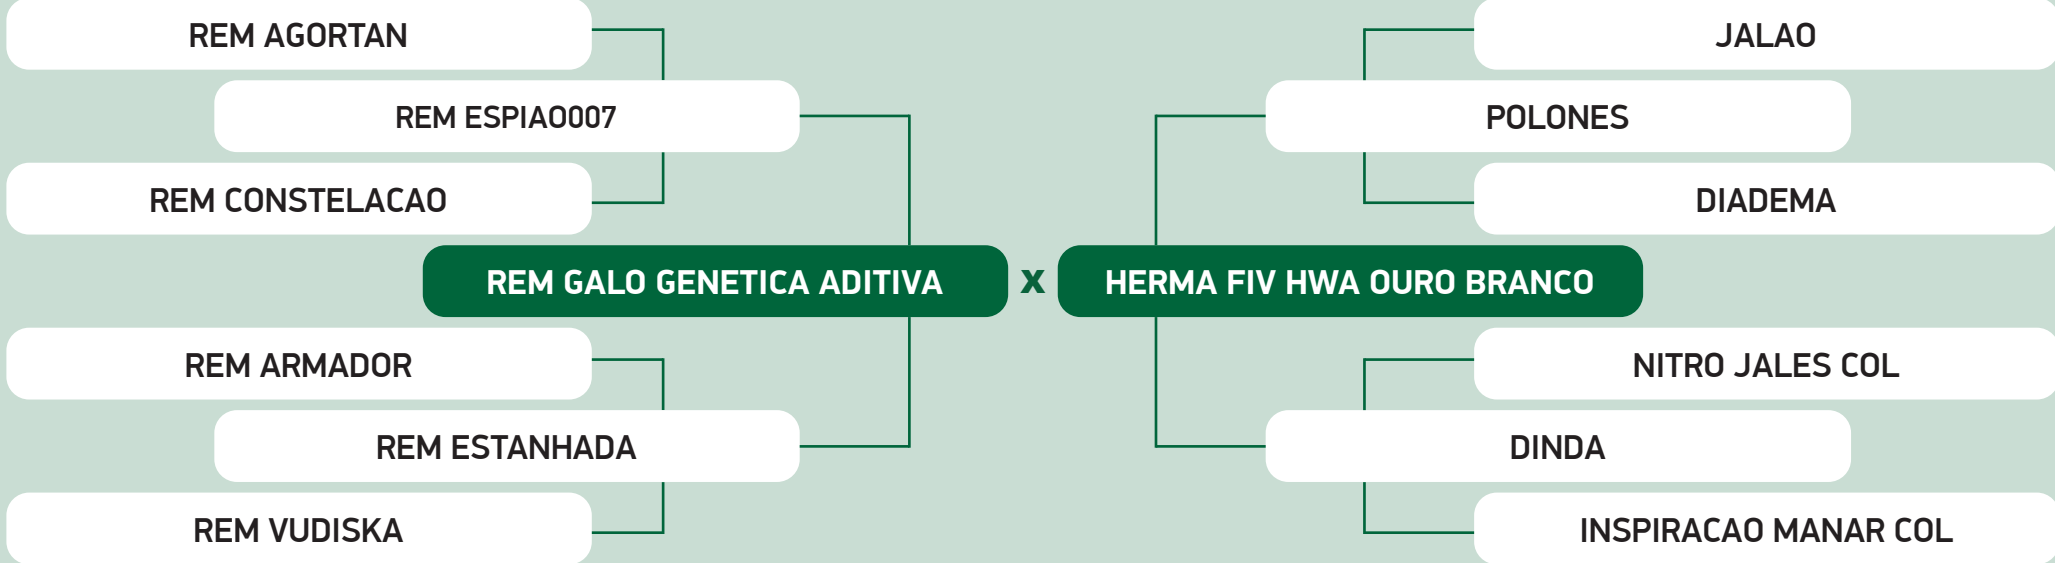 REM AGORTAN
JALAO
REM ESPIAO007
POLONES
REM CONSTELACAO
DIADEMA
REM GALO GENETICA ADITIVA x HERMA FIV HWA OURO BRANCO
REM ARMADOR
NITRO JALES COL
REM ESTANHADA
DINDA
REM VUDISKA
INSPIRACAO MANAR COL